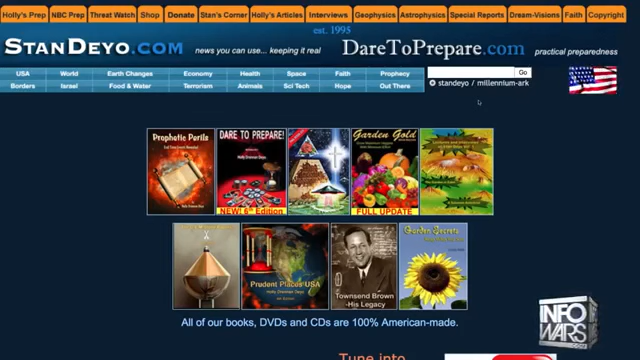 Holly's Prep NBC Prep Threat Watch Shop Donate Stan's Corner Holly's Articles Interviews Geophysics Astrophysics Special Reports Dream-Visions Faith Copyright
est. 1995
STANDEYO.COM news you can use... keeping it real DARETOPREPARE.com practical preparedness
USA World Earth Changes Economy Health Space Faith Prophecy
Borders Israel Food & Water Terrorism Animals Sci Tech Hope Out There
Go
standeyo / millennium-ark
Prophetic Perils
DARE TO PREPARE!
NEW! 6th Edition
Garden Gold
FULL UPDATE
Prudent Places USA
Townsend Brown
-His Legacy
Garden Secrets
All of our books, DVDs and CDs are 100% American-made.
Tune into
INFO
WARS.